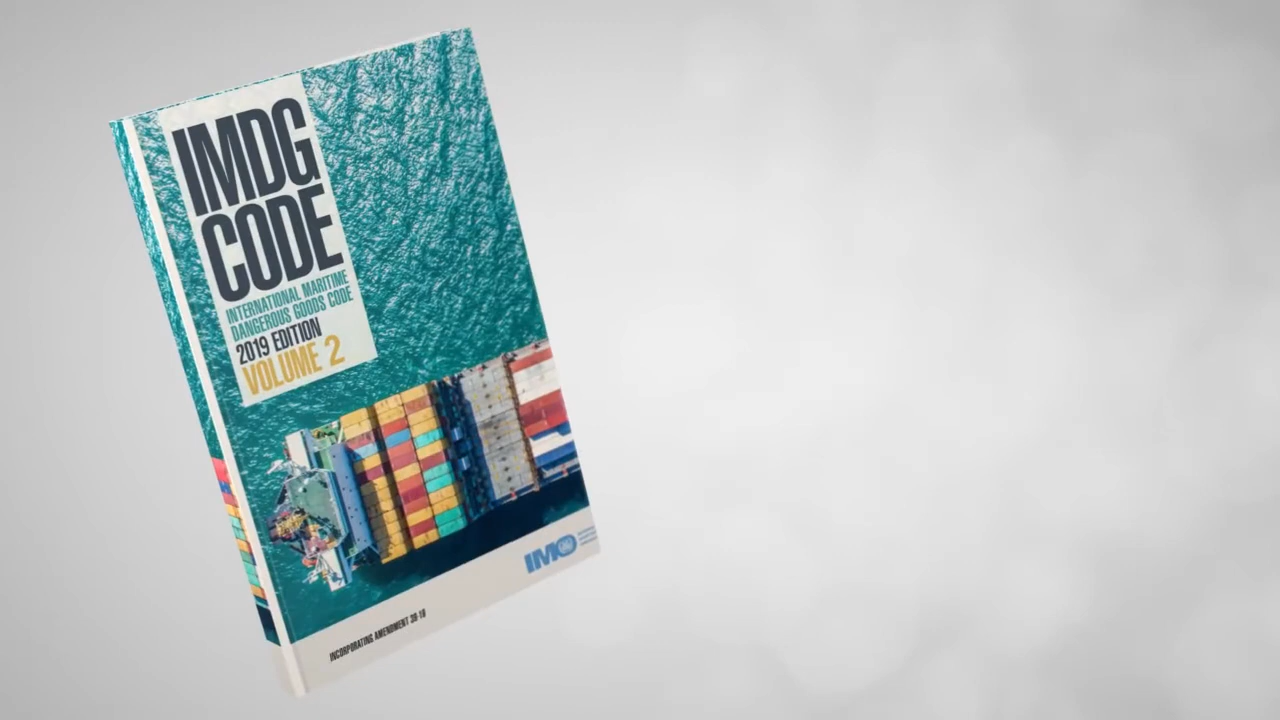 IMDG
CODE
INTERNATIONAL MARITIME
DANGEROUS GOODS CODE
2019 EDITION
VOLUME 2
IMO
INCORPORATING AMENDMENT 39-18